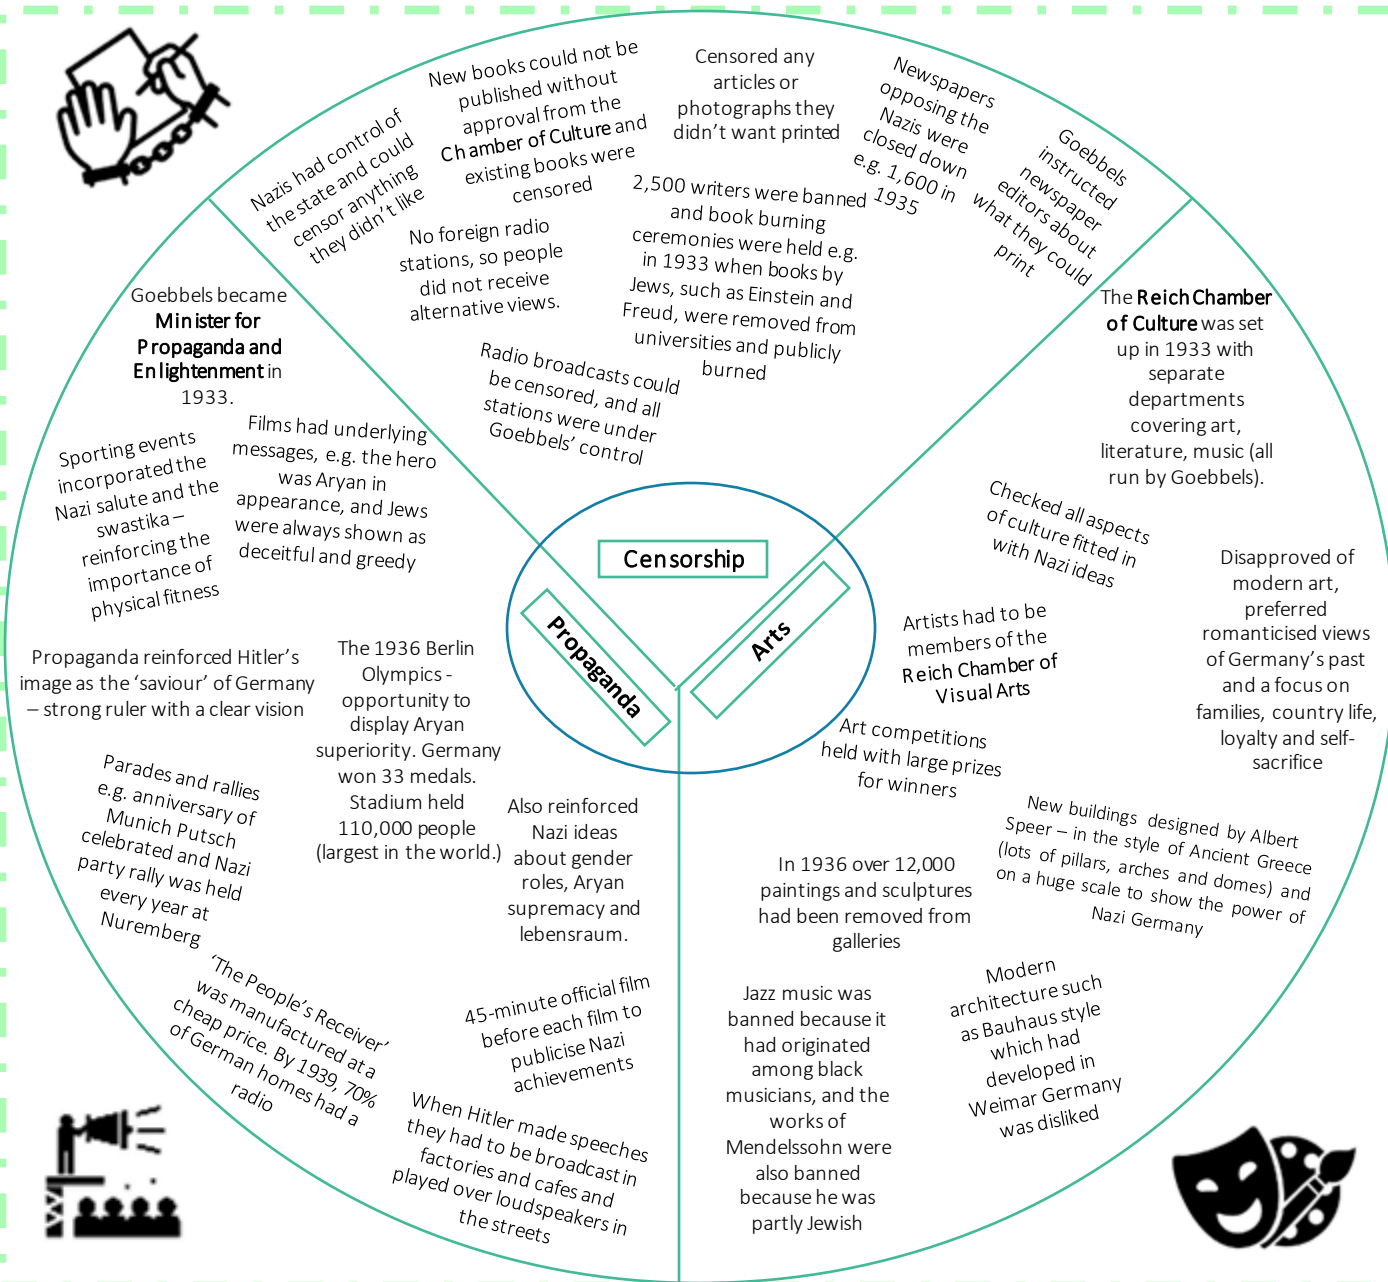 Nazis had control of
the state and could
censor anything
they didn't like
New books could not be
published without
approval from the
Chamber of Culture and
existing books were
censored
Censored any
articles or
photographs they
didn't want printed
Newspapers
opposing the
Nazis were
closed down
e.g. 1,600 in
1935
Goebbels
instructed
newspaper
editors about
what they could
print
No foreign radio
stations, so people
did not receive
alternative views.
2,500 writers were banned
and book burning
ceremonies were held e.g.
in 1933 when books by
Jews, such as Einstein and
Freud, were removed from
universities and publicly
burned
Radio broadcasts could
be censored, and all
stations were under
Goebbels' control
Censorship
Propaganda
Arts
Goebbels became
Minister for
Propaganda and
Enlightenment in
1933.
Sporting events
incorporated the
Nazi salute and the
swastika –
reinforcing the
importance of
physical fitness
Films had underlying
messages, e.g. the hero
was Aryan in
appearance, and Jews
were always shown as
deceitful and greedy
Propaganda reinforced Hitler's
image as the 'saviour' of Germany
– strong ruler with a clear vision
The 1936 Berlin
Olympics -
opportunity to
display Aryan
superiority. Germany
won 33 medals.
Stadium held
110,000 people
(largest in the world.)
Parades and rallies
e.g. anniversary of
Munich Putsch
celebrated and Nazi
party rally was held
every year at
Nuremberg
Also reinforced
Nazi ideas
about gender
roles, Aryan
supremacy and
lebensraum.
'The People's Receiver'
was manufactured at a
cheap price. By 1939, 70%
of German homes had a
radio
45-minute official film
before each film to
publicise Nazi
achievements
When Hitler made speeches
they had to be broadcast in
factories and cafes and
played over loudspeakers in
the streets
The Reich Chamber
of Culture was set
up in 1933 with
separate
departments
covering art,
literature, music (all
run by Goebbels).
Checked all aspects
of culture fitted in
with Nazi ideas
Disapproved of
modern art,
preferred
romanticised views
of Germany's past
and a focus on
families, country life,
loyalty and self-
sacrifice
Artists had to be
members of the
Reich Chamber of
Visual Arts
Art competitions
held with large prizes
for winners
New buildings designed by Albert
Speer – in the style of Ancient Greece
(lots of pillars, arches and domes) and
on a huge scale to show the power of
Nazi Germany
In 1936 over 12,000
paintings and sculptures
had been removed from
galleries
Jazz music was
banned because it
had originated
among black
musicians, and the
works of
Mendelssohn were
also banned
because he was
partly Jewish
Modern
architecture such
as Bauhaus style
which had
developed in
Weimar Germany
was disliked